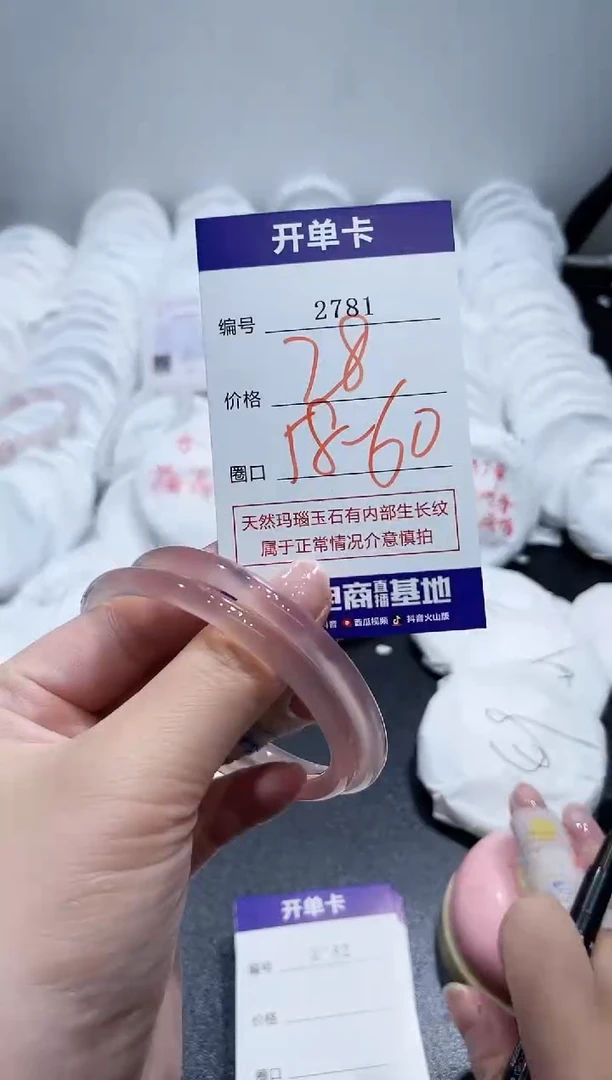 开单卡
编号 2781
价格 28
圈口 58-60
天然玛瑙玉石有内部生长纹
属于正常情况介意慎拍
电商直播基地
抖音 西瓜视频 抖音火山版
开单卡
编号
价格
圈口